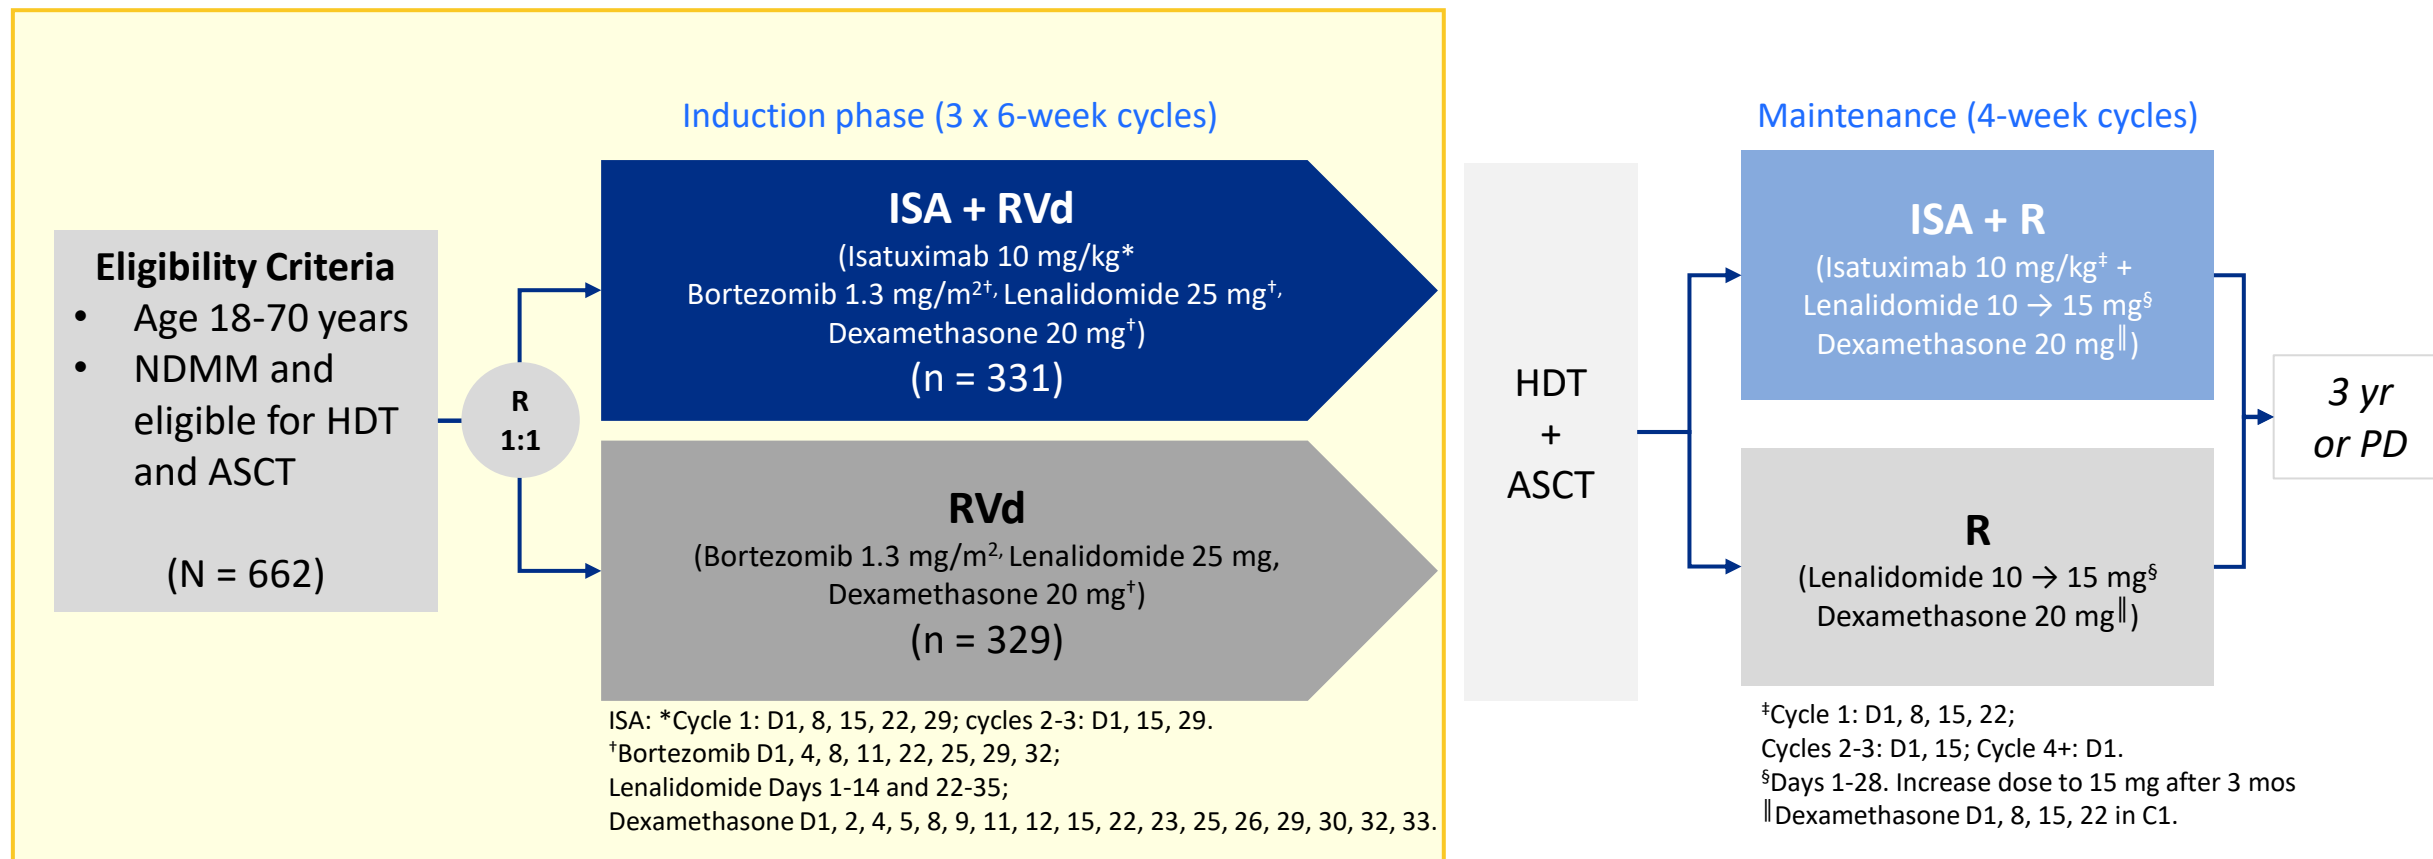 Induction phase (3 x 6-week cycles)
Maintenance (4-week cycles)
Eligibility Criteria
• Age 18-70 years
• NDMM and
eligible for HDT
and ASCT
(N = 662)
R
1:1
ISA + RVd
(Isatuximab 10 mg/kg*
Bortezomib 1.3 mg/m²†, Lenalidomide 25 mg†,
Dexamethasone 20 mg†)
(n = 331)
RVd
(Bortezomib 1.3 mg/m², Lenalidomide 25 mg,
Dexamethasone 20 mg†)
(n = 329)
ISA: *Cycle 1: D1, 8, 15, 22, 29; cycles 2-3: D1, 15, 29.
†Bortezomib D1, 4, 8, 11, 22, 25, 29, 32;
Lenalidomide Days 1-14 and 22-35;
Dexamethasone D1, 2, 4, 5, 8, 9, 11, 12, 15, 22, 23, 25, 26, 29, 30, 32, 33.
HDT
+
ASCT
ISA + R
(Isatuximab 10 mg/kg‡ +
Lenalidomide 10 → 15 mg§
Dexamethasone 20 mg‖)
R
(Lenalidomide 10 → 15 mg§
Dexamethasone 20 mg‖)
‡Cycle 1: D1, 8, 15, 22;
Cycles 2-3: D1, 15; Cycle 4+: D1.
§Days 1-28. Increase dose to 15 mg after 3 mos
‖Dexamethasone D1, 8, 15, 22 in C1.
3 yr
or PD